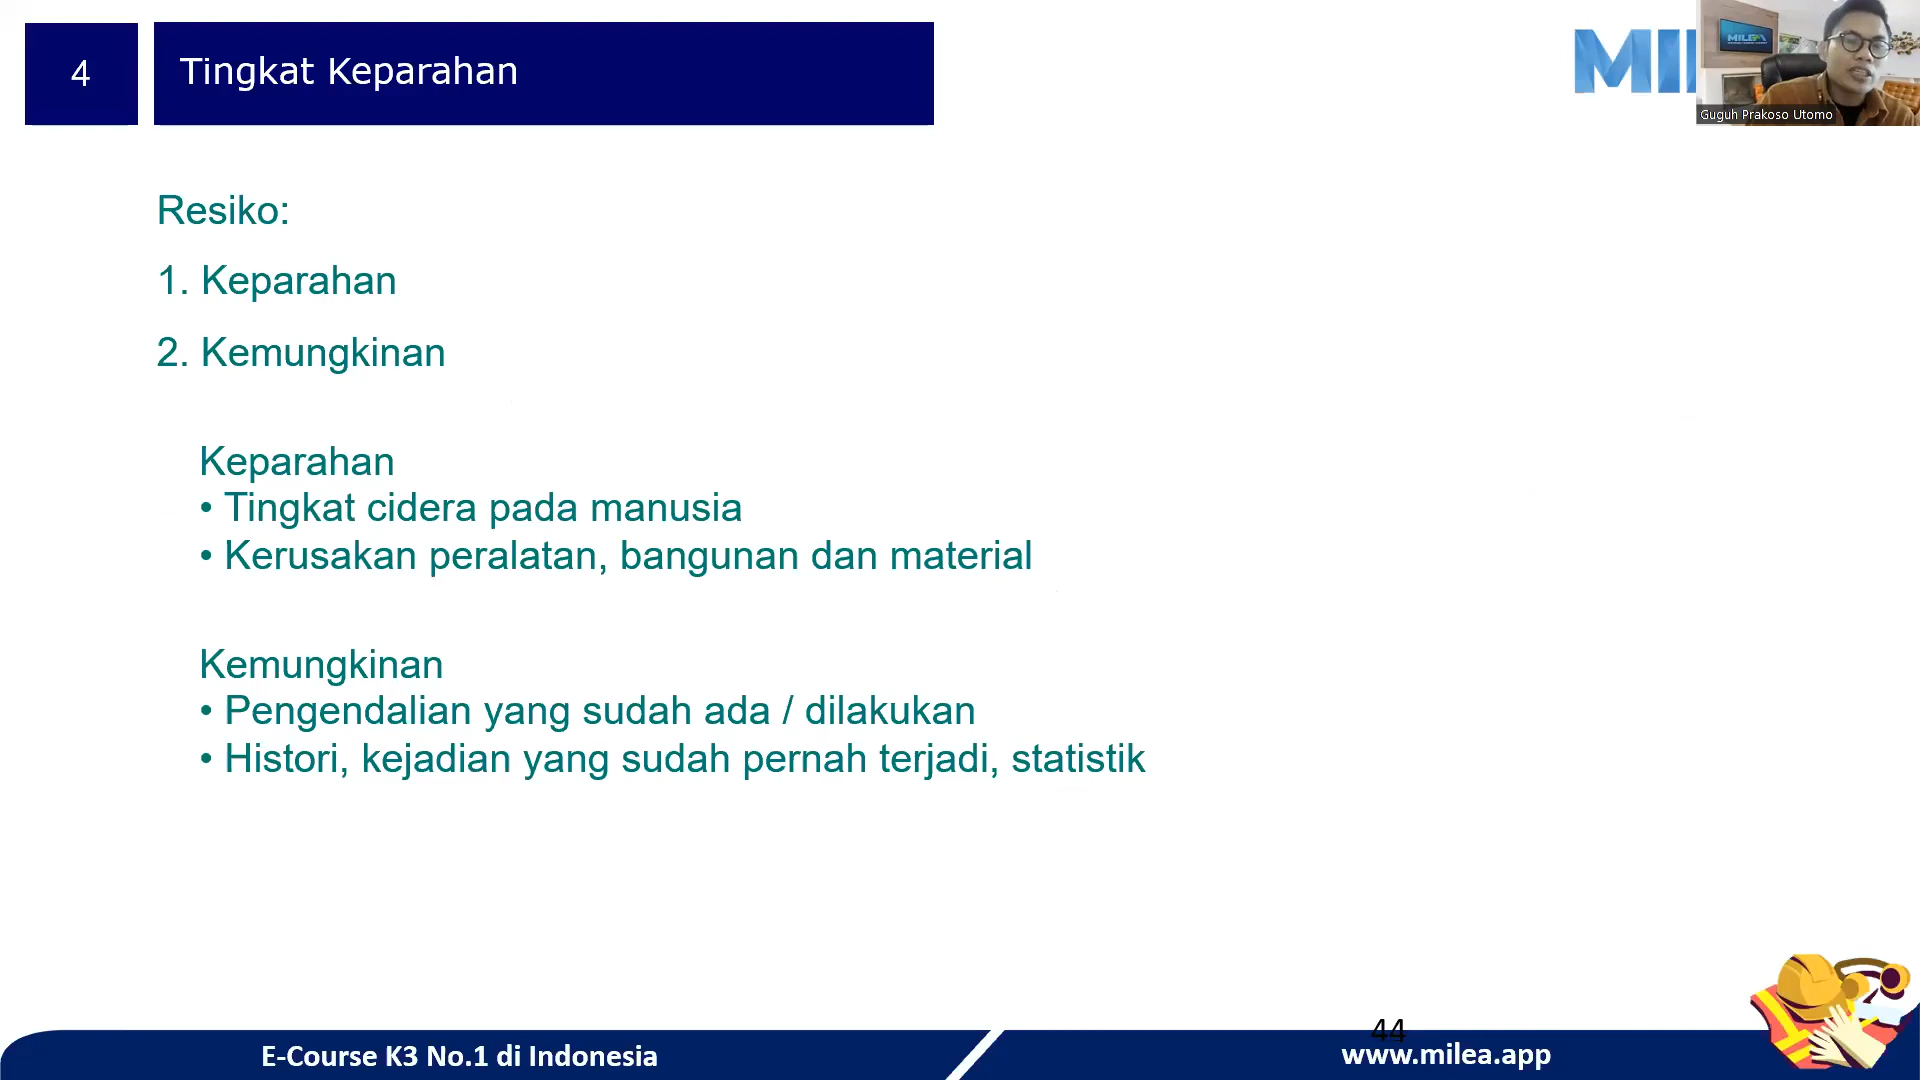 4
Tingkat Keparahan
MILEA
Guguh Prakoso Utomo
Resiko:
1. Keparahan
2. Kemungkinan
Keparahan
• Tingkat cidera pada manusia
• Kerusakan peralatan, bangunan dan material
Kemungkinan
• Pengendalian yang sudah ada / dilakukan
• Histori, kejadian yang sudah pernah terjadi, statistik
44
E-Course K3 No.1 di Indonesia
www.milea.app